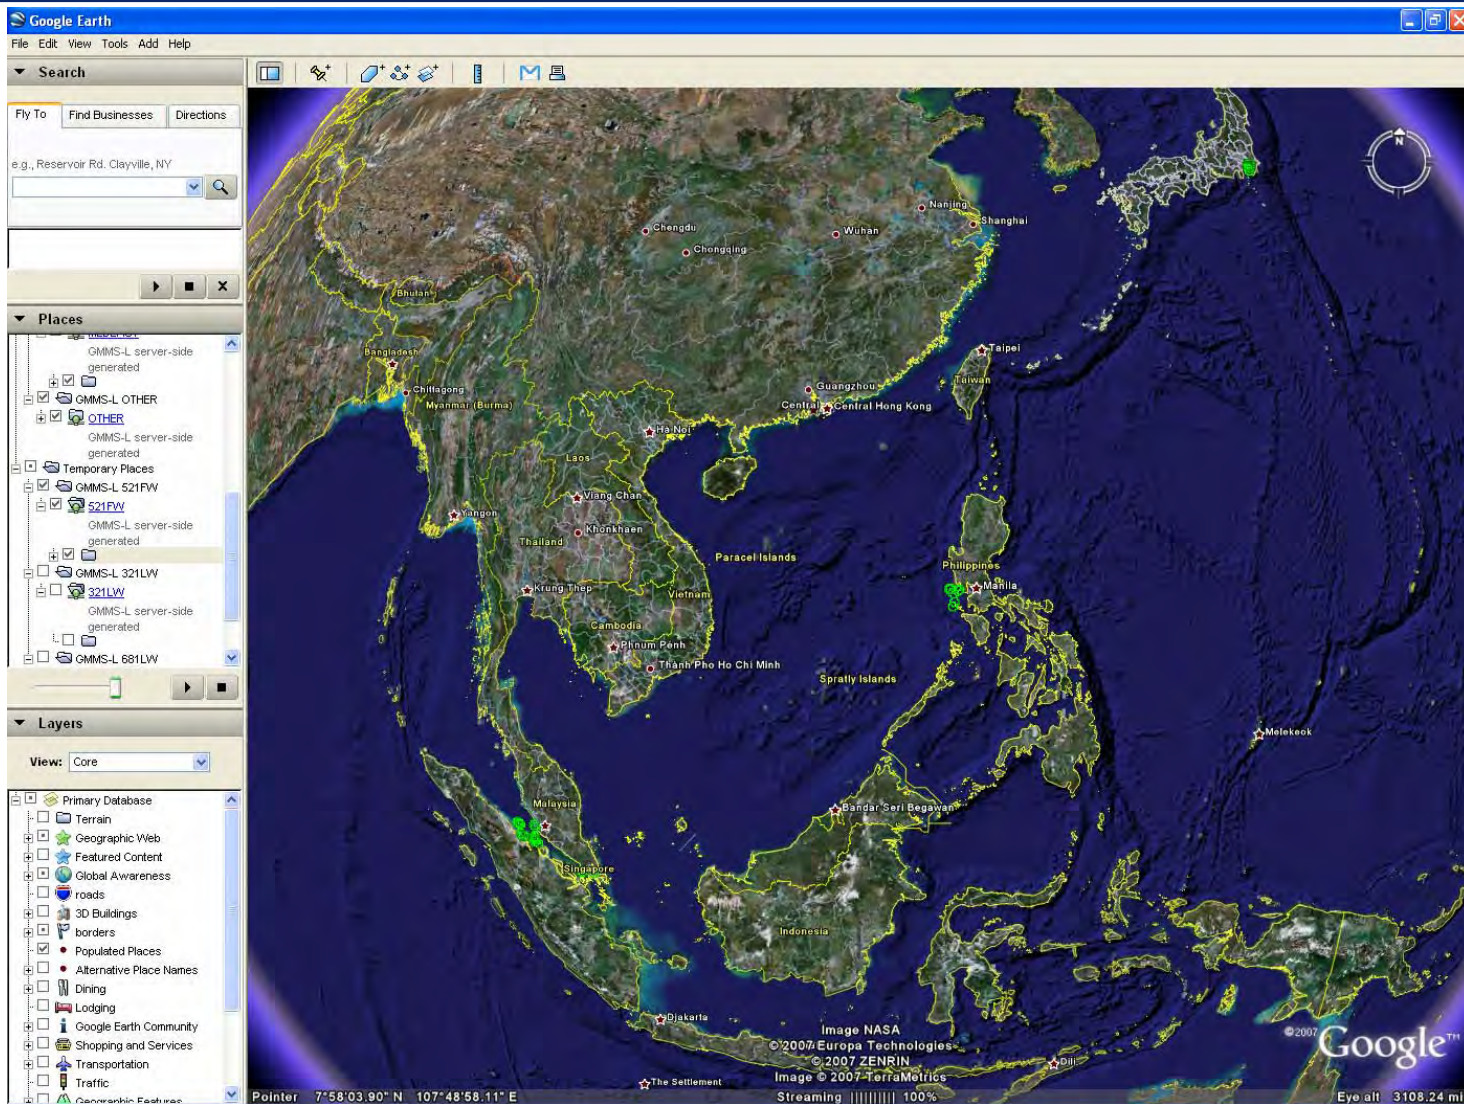 Google Earth
File Edit View Tools Add Help
Search
Fly To Find Businesses Directions
e.g., Reservoir Rd. Clayville, NY
Places
GMMS-L server-side
generated
GMMS-L OTHER
OTHER
GMMS-L server-side
generated
Temporary Places
GMMS-L 521FW
521FW
GMMS-L server-side
generated
GMMS-L 321LW
321LW
GMMS-L server-side
generated
GMMS-L 681LW
Layers
View: Core
Primary Database
Terrain
Geographic Web
Featured Content
Global Awareness
roads
3D Buildings
borders
Populated Places
Alternative Place Names
Dining
Lodging
Google Earth Community
Shopping and Services
Transportation
Traffic
Geographic Features
N
Nanjing
Shanghai
Chengdu
Wuhan
Chongqing
Bhutan
Taipei
Bangladesh
Taiwan
Guangzhou
Chittagong
Myanmar (Burma)
Central
Central Hong Kong
Hà Noi
Laos
Viang Chan
Yangon
Khonkhaen
Thailand
Paracel Islands
Philippines
Manila
Krung Thep
Vietnam
Cambodia
Phnum Penh
Thành Pho Ho Chi Minh
Spratly Islands
Melekeok
Malaysia
Bandar Seri Begawan
Singapore
Indonesia
Djakarta
Dili
The Settlement
Image NASA
© 2007 Europa Technologies
© 2007 ZENRIN
Image © 2007 TerraMetrics
©2007 Google™
Pointer 7°58'03.90" N 107°48'58.11" E
Streaming ||||||||| 100%
Eye alt 3108.24 mi